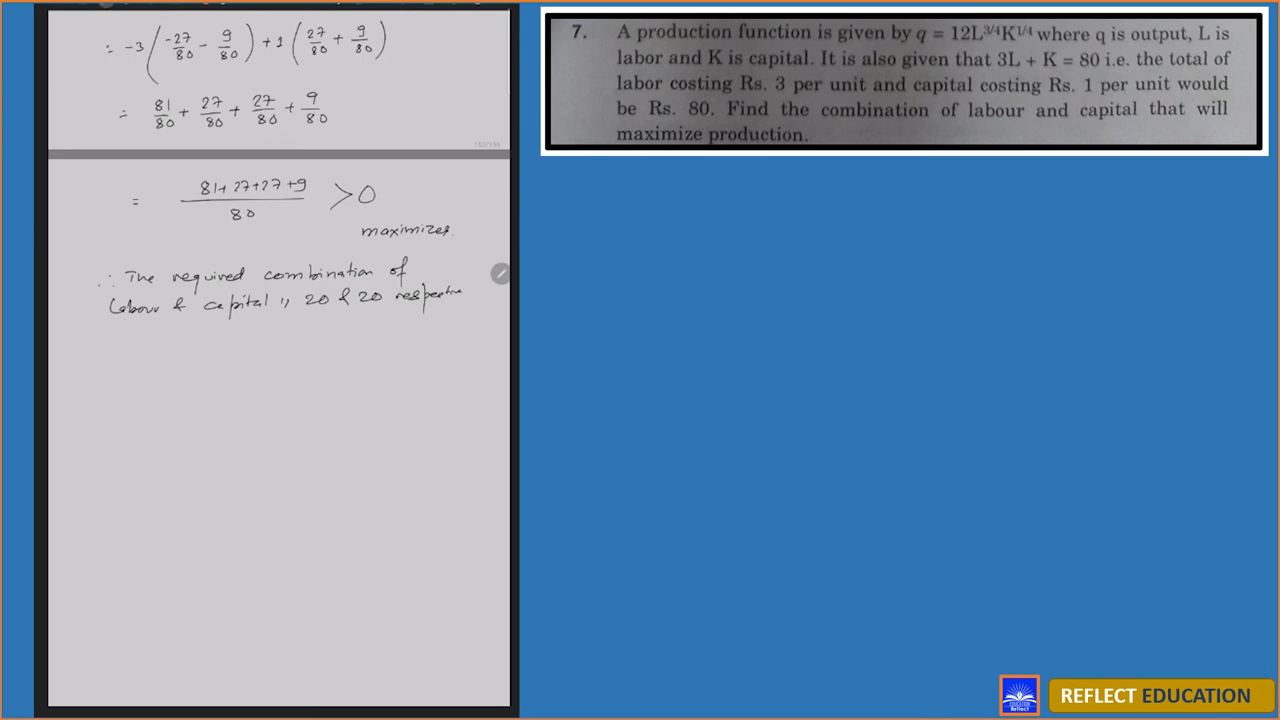 = -3 ( -27/80 - 9/80 ) + 1 ( 27/80 + 9/80 )
= 81/80 + 27/80 + 27/80 + 9/80
= 81+27+27+9 / 80 > 0
maximizes.
∴ The required combination of
Labour & capital is 20 & 20 respective
7. A production function is given by q = 12L^3/4K^1/4 where q is output, L is
labor and K is capital. It is also given that 3L + K = 80 i.e. the total of
labor costing Rs. 3 per unit and capital costing Rs. 1 per unit would
be Rs. 80. Find the combination of labour and capital that will
maximize production.
REFLECT EDUCATION